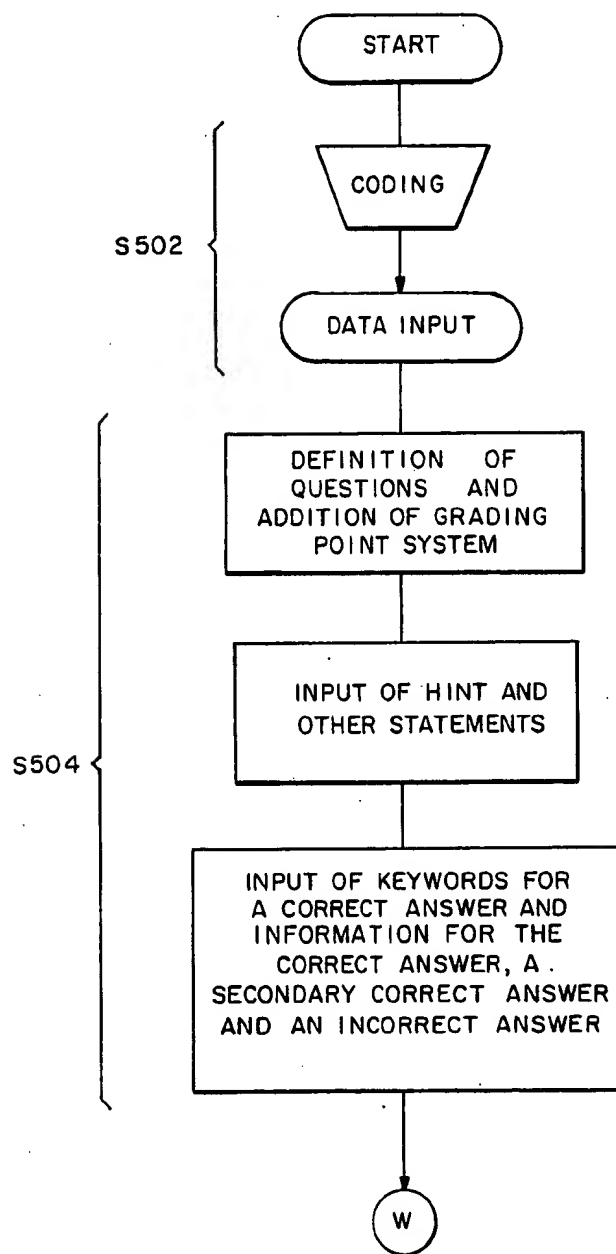 START
CODING
S502
DATA INPUT
DEFINITION OF
QUESTIONS AND
ADDITION OF GRADING
POINT SYSTEM
INPUT OF HINT AND
OTHER STATEMENTS
S504
INPUT OF KEYWORDS FOR
A CORRECT ANSWER AND
INFORMATION FOR THE
CORRECT ANSWER, A
SECONDARY CORRECT ANSWER
AND AN INCORRECT ANSWER
W